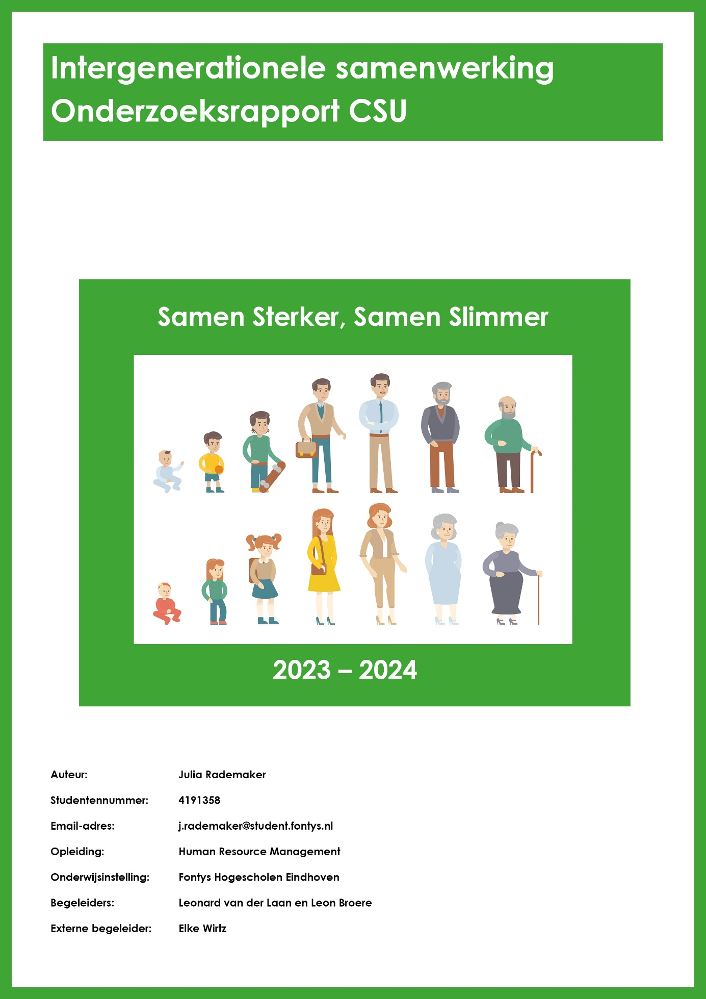 Intergenerationele samenwerking
Onderzoeksrapport CSU
Samen Sterker, Samen Slimmer
2023 – 2024
Auteur: Julia Rademaker
Studentennummer: 4191358
Email-adres: j.rademaker@student.fontys.nl
Opleiding: Human Resource Management
Onderwijsinstelling: Fontys Hogescholen Eindhoven
Begeleiders: Leonard van der Laan en Leon Broere
Externe begeleider: Elke Wirtz